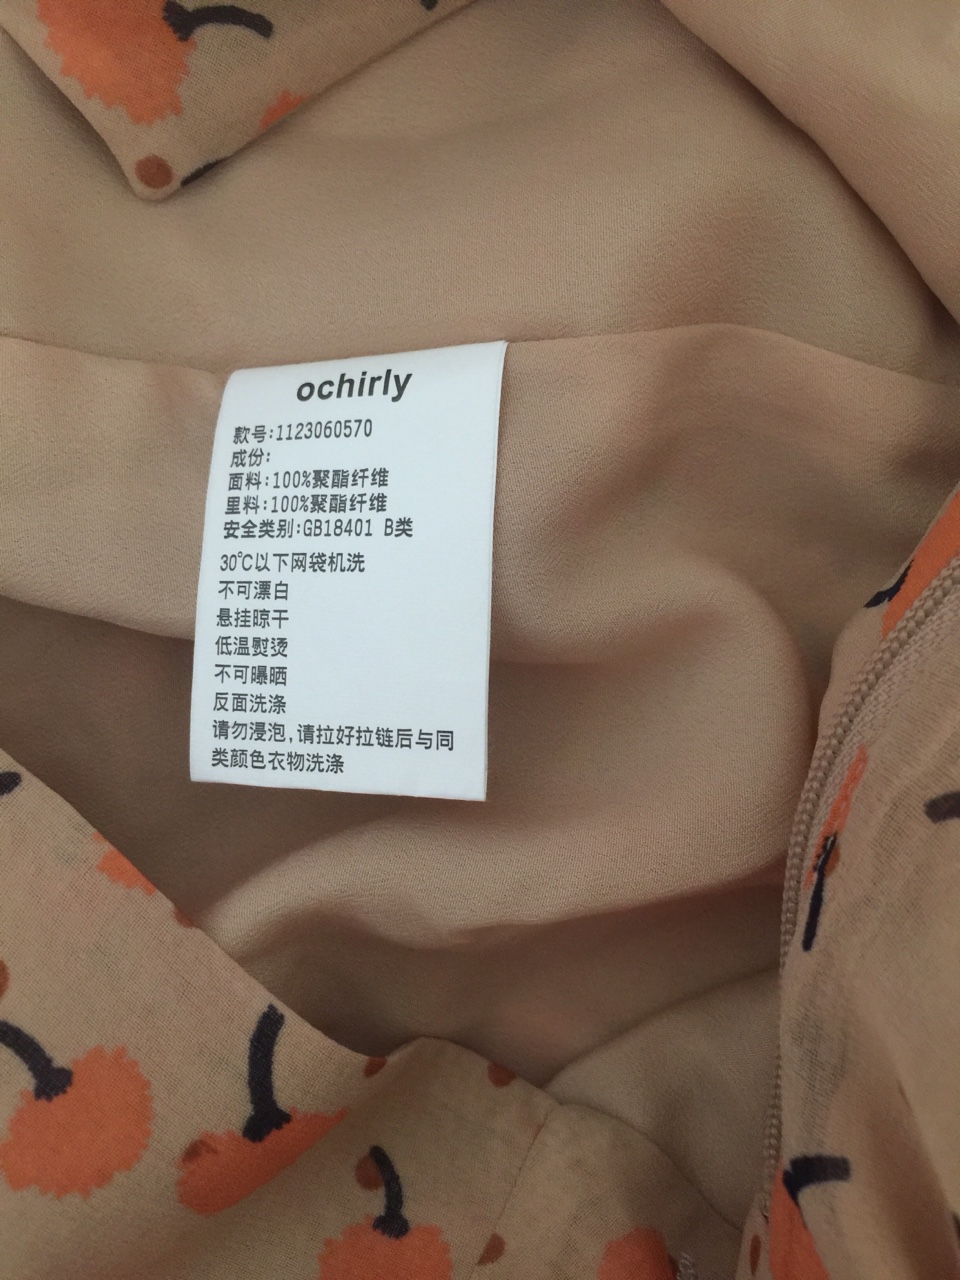 ochirly
款号:1123060570
成份:
面料:100%聚酯纤维
里料:100%聚酯纤维
安全类别:GB18401 B类
30℃以下网袋机洗
不可漂白
悬挂晾干
低温熨烫
不可曝晒
反面洗涤
请勿浸泡,请拉好拉链后与同
类颜色衣物洗涤